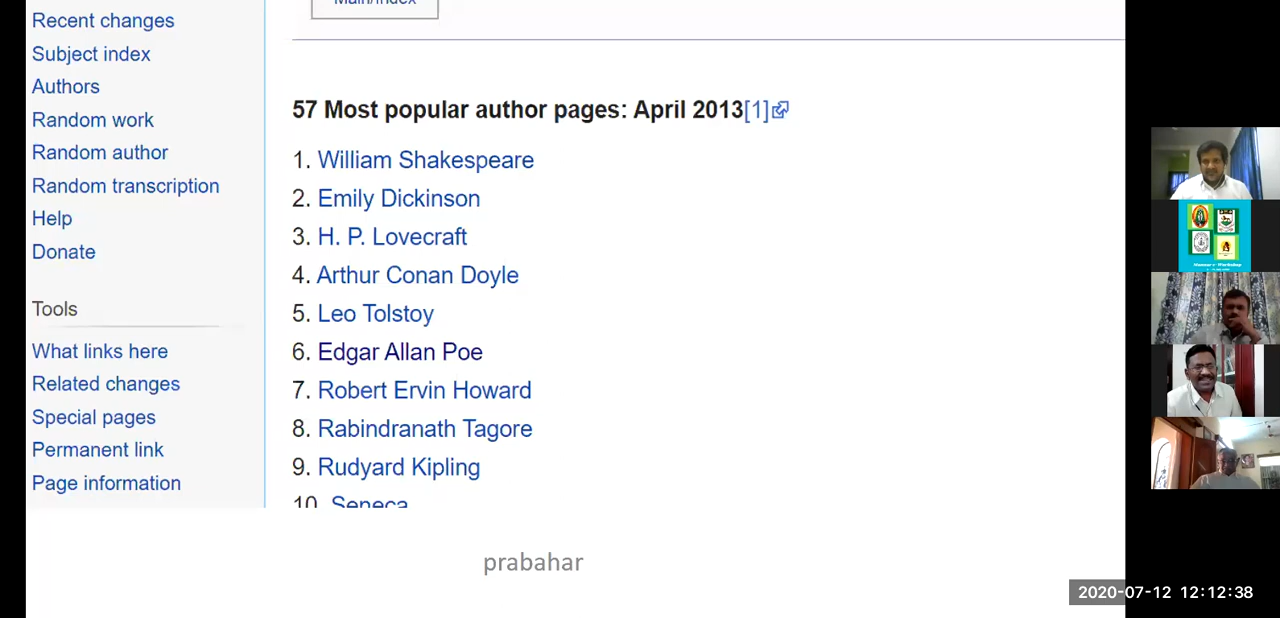 Main/Index
Recent changes
Subject index
Authors
Random work
Random author
Random transcription
Help
Donate
Tools
What links here
Related changes
Special pages
Permanent link
Page information
57 Most popular author pages: April 2013[1]
1. William Shakespeare
2. Emily Dickinson
3. H. P. Lovecraft
4. Arthur Conan Doyle
5. Leo Tolstoy
6. Edgar Allan Poe
7. Robert Ervin Howard
8. Rabindranath Tagore
9. Rudyard Kipling
10. Seneca
prabahar
2020-07-12 12:12:38